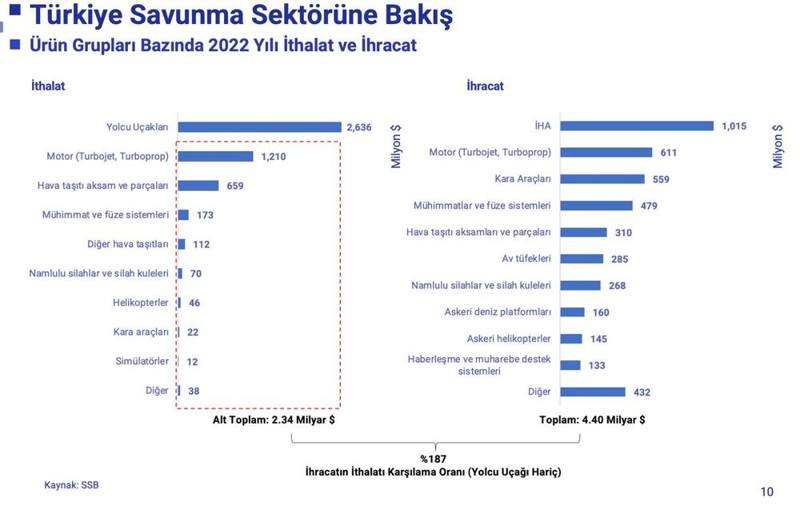 Türkiye Savunma Sektörüne Bakış
Ürün Grupları Bazında 2022 Yılı İthalat ve İhracat
İthalat
Yolcu Uçakları 2,636
Motor (Turbojet, Turboprop) 1,210
Hava taşıtı aksam ve parçaları 659
Mühimmat ve füze sistemleri 173
Diğer hava taşıtları 112
Namlulu silahlar ve silah kuleleri 70
Helikopterler 46
Kara araçları 22
Simülatörler 12
Diğer 38
Milyon $
Alt Toplam: 2.34 Milyar $
İhracat
İHA 1,015
Motor (Turbojet, Turboprop) 611
Kara Araçları 559
Mühimmatlar ve füze sistemleri 479
Hava taşıtı aksamları ve parçaları 310
Av tüfekleri 285
Namlulu silahlar ve silah kuleleri 268
Askeri deniz platformları 160
Askeri helikopterler 145
Haberleşme ve muharebe destek
sistemleri 133
Diğer 432
Milyon $
Toplam: 4.40 Milyar $
%187
İhracatın İthalatı Karşılama Oranı (Yolcu Uçağı Hariç)
Kaynak: SSB
10